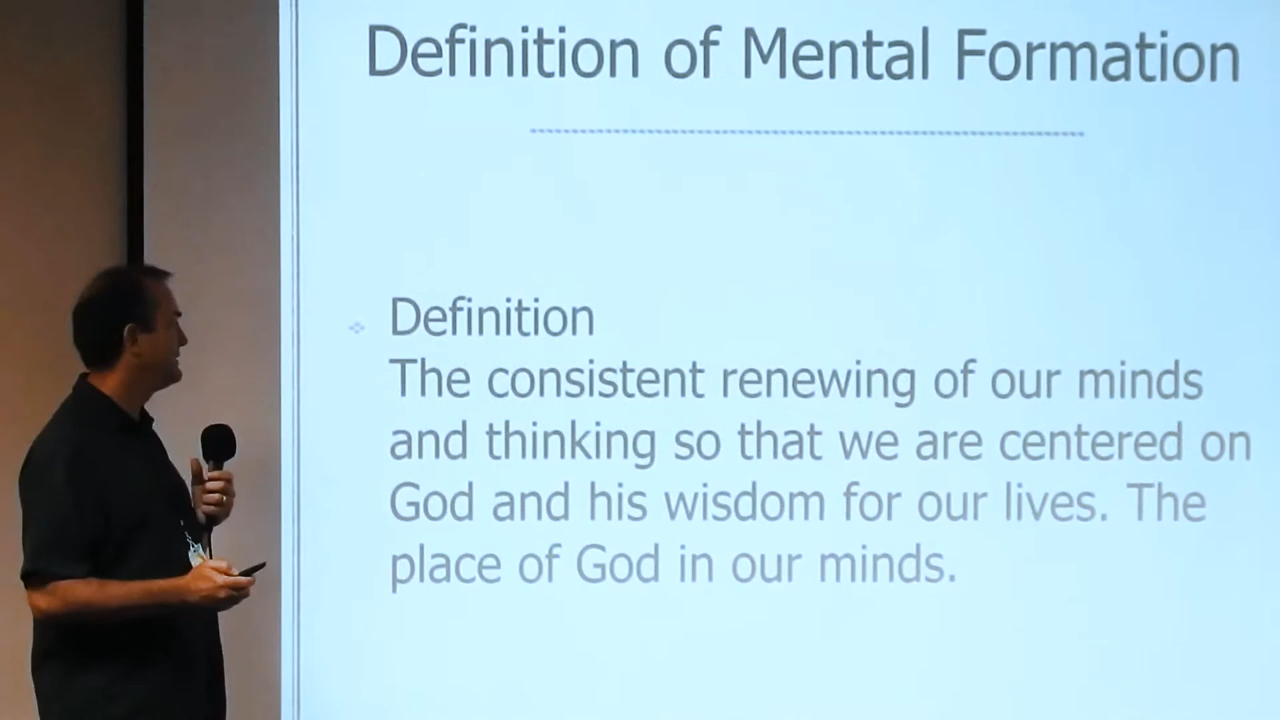 Definition of Mental Formation
Definition
The consistent renewing of our minds
and thinking so that we are centered on
God and his wisdom for our lives. The
place of God in our minds.